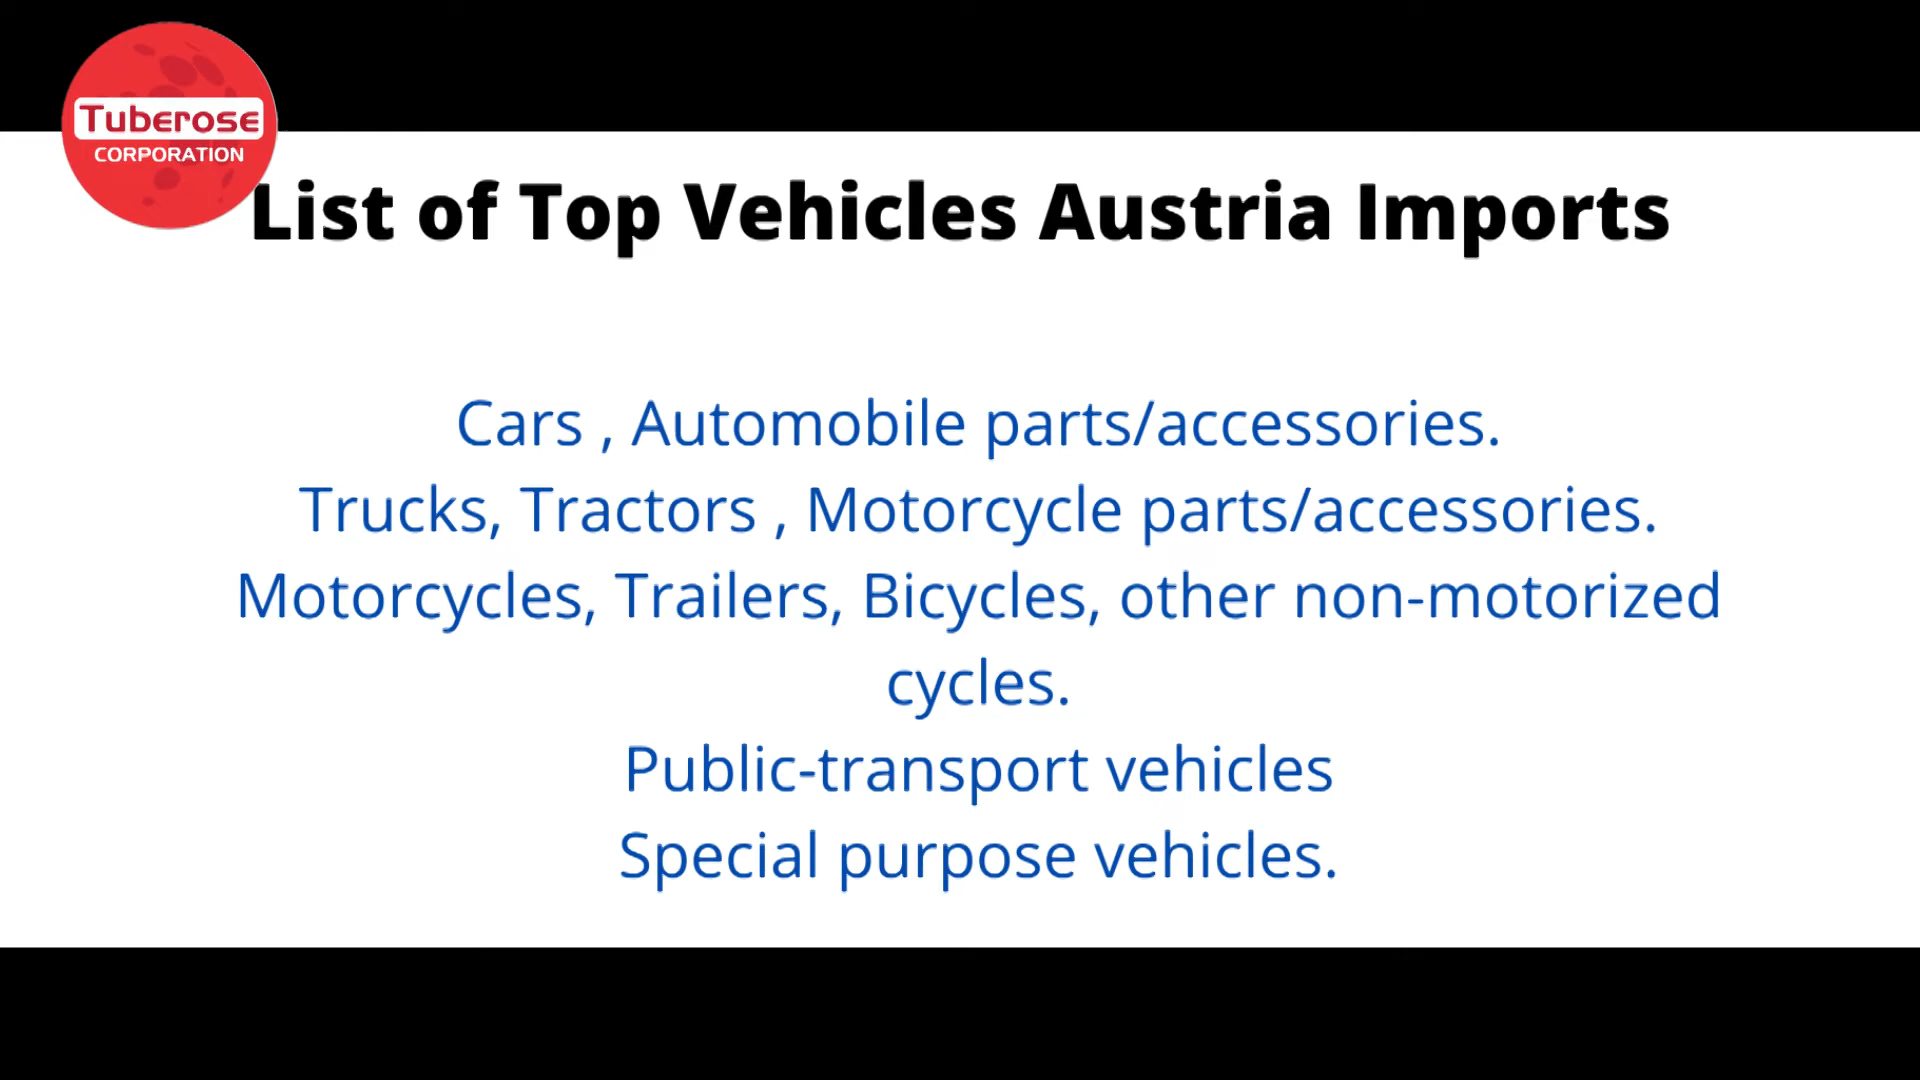 Tuberose
CORPORATION
List of Top Vehicles Austria Imports
Cars , Automobile parts/accessories.
Trucks, Tractors , Motorcycle parts/accessories.
Motorcycles, Trailers, Bicycles, other non-motorized
cycles.
Public-transport vehicles
Special purpose vehicles.